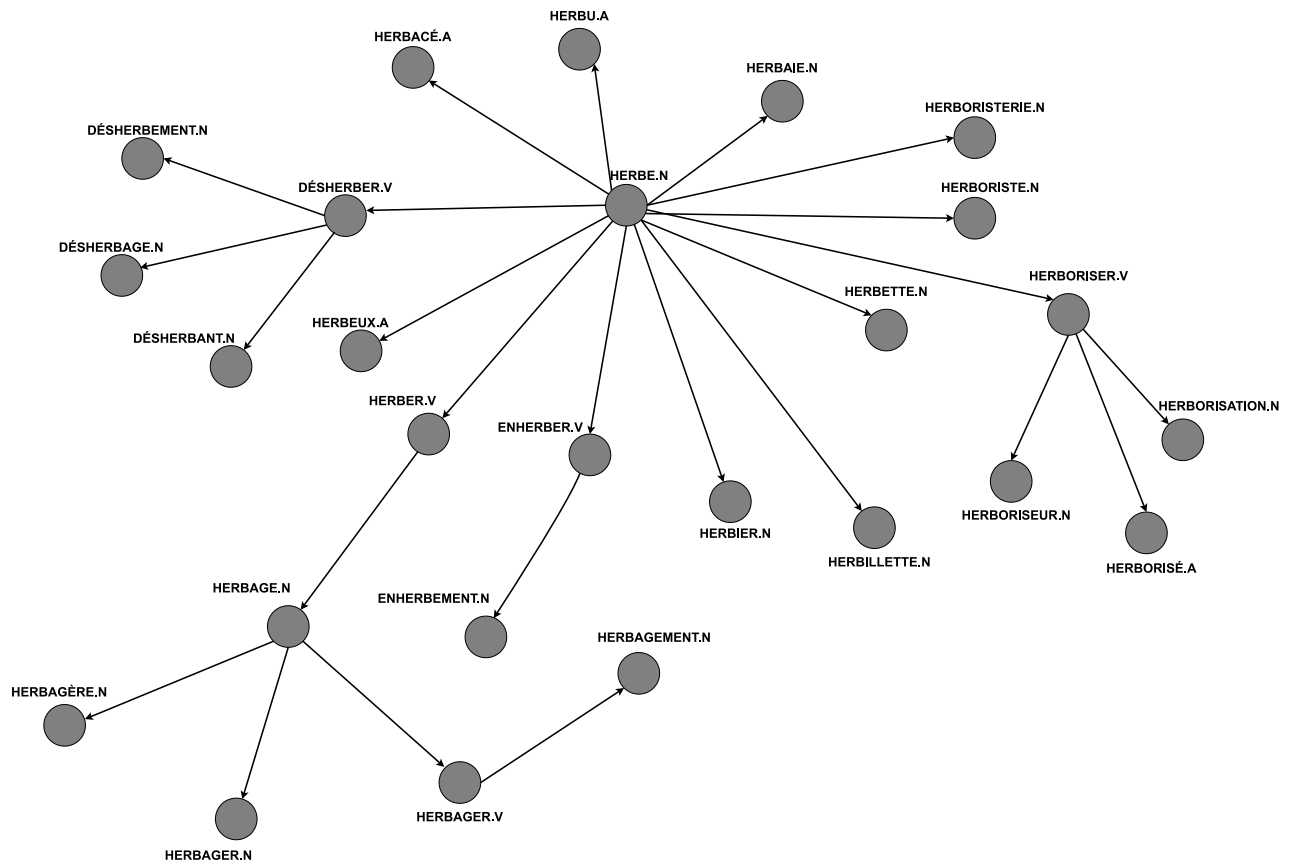 HERBU.A
HERBACÉ.A
HERBAIE.N
HERBORISTERIE.N
DÉSHERBEMENT.N
HERBE.N
DÉSHERBER.V
HERBORISTE.N
DÉSHERBAGE.N
HERBORISER.V
HERBETTE.N
HERBEUX.A
DÉSHERBANT.N
HERBER.V
HERBORISATION.N
ENHERBER.V
HERBORISEUR.N
HERBIER.N
HERBILLETTE.N
HERBORISÉ.A
HERBAGE.N
ENHERBEMENT.N
HERBAGEMENT.N
HERBAGÈRE.N
HERBAGER.V
HERBAGER.N